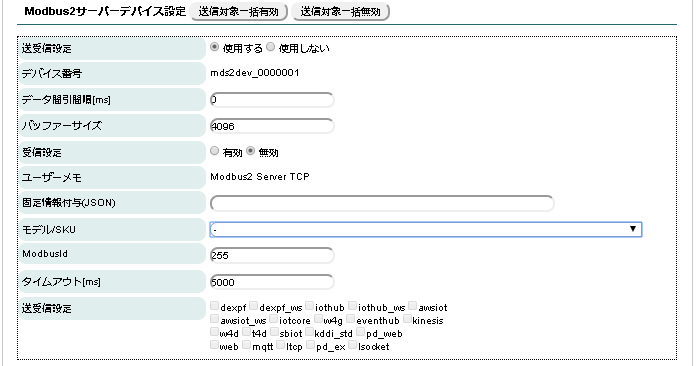 Modbus2サーバーデバイス設定 送信対象一括有効 送信対象一括無効
送受信設定 使用する 使用しない
デバイス番号 mds2dev_0000001
データ間引間隔[ms] 0
バッファーサイズ 4096
受信設定 有効 無効
ユーザーメモ Modbus2 Server TCP
固定情報付与(JSON)
モデル/SKU -
ModbusId 255
タイムアウト[ms] 5000
送受信設定 dexpf dexpf_ws iothub iothub_ws awsiot
awsiot_ws iotcore w4g eventhub kinesis
w4d t4d sbiot kddi_std pd_web
web mqtt ltcp pd_ex lsocket